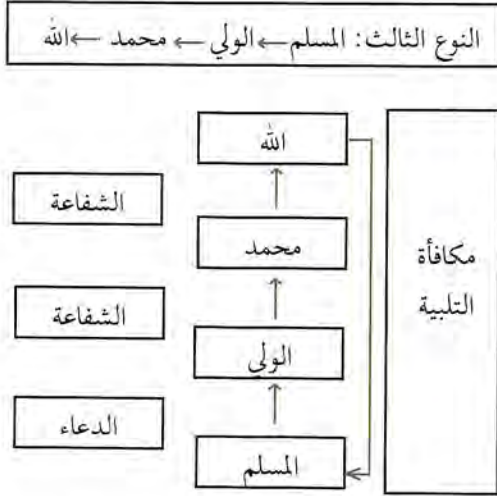 النوع الثالث: المسلم ← الولي ← محمد ← الله
الله
الشفاعة
محمد
مكافأة
التلبية
الشفاعة
الولي
الدعاء
المسلم